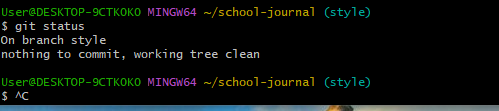 User@DESKTOP-9CTKOKO MINGW64 ~/school-journal (style)
$ git status
On branch style
nothing to commit, working tree clean
User@DESKTOP-9CTKOKO MINGW64 ~/school-journal (style)
$ ^C